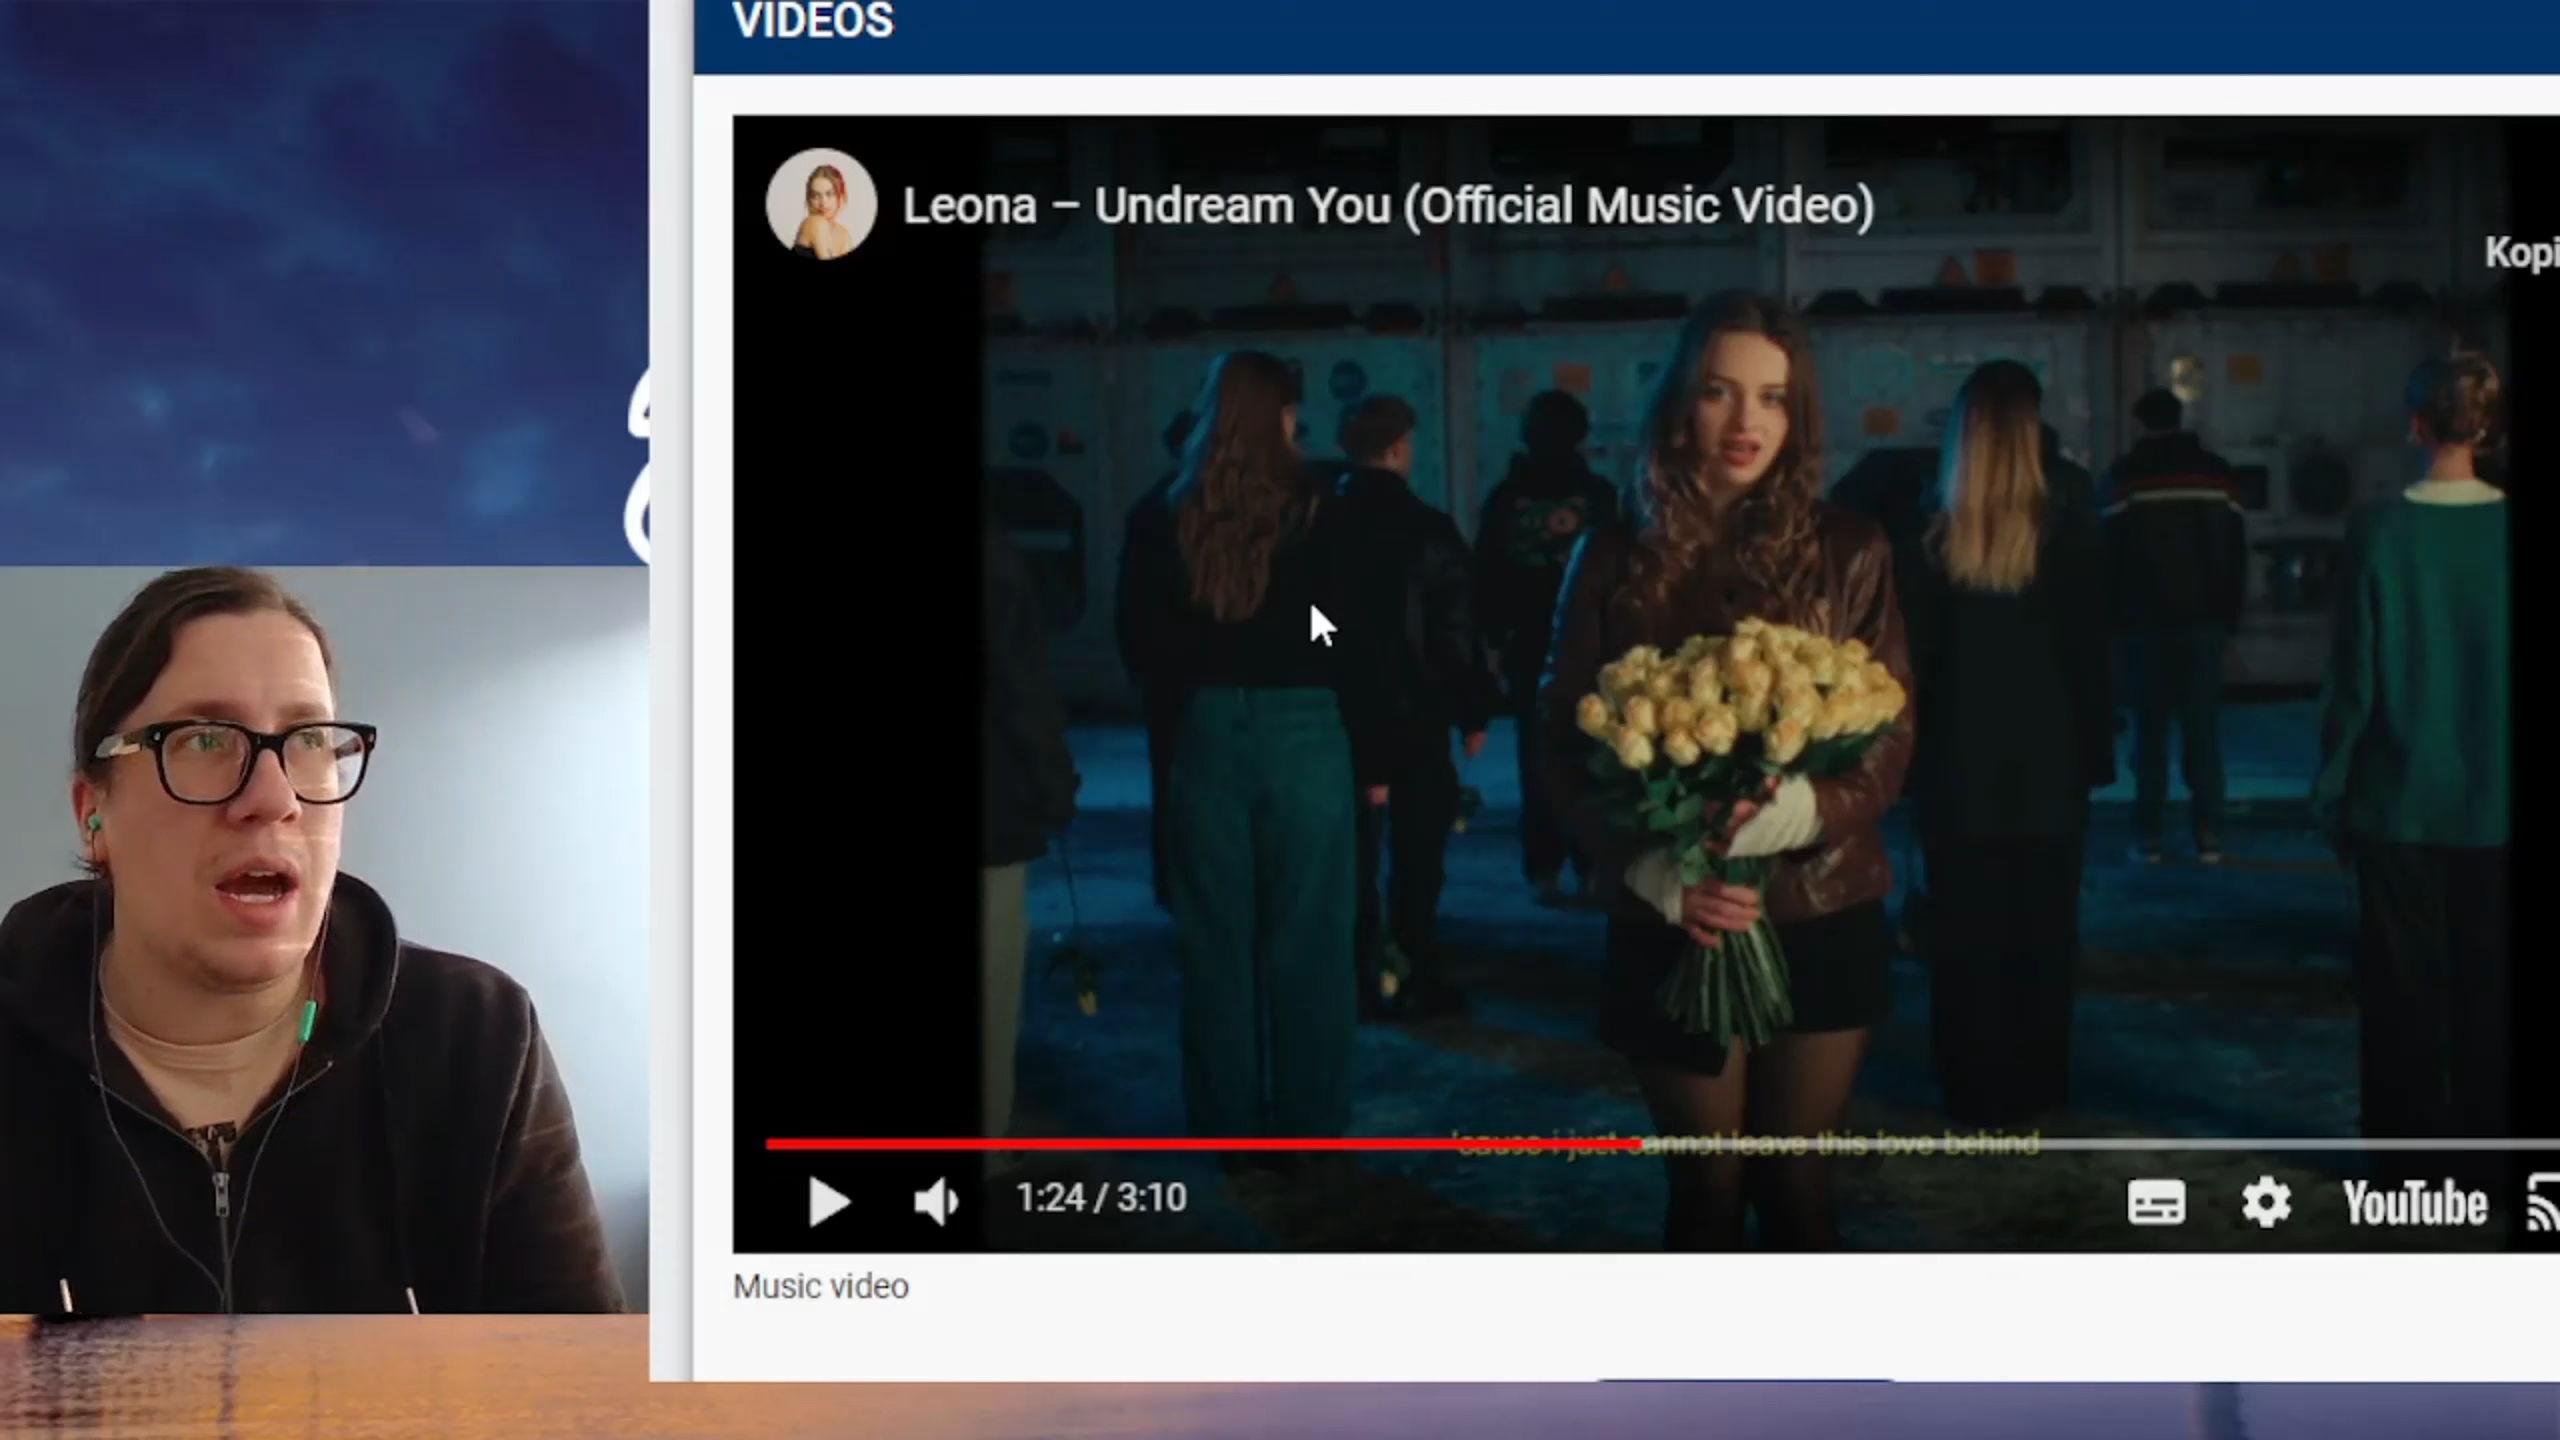 VIDEOS
Leona – Undream You (Official Music Video)
Kopi
'cause i just cannot leave this love behind
1:24 / 3:10
YouTube
Music video